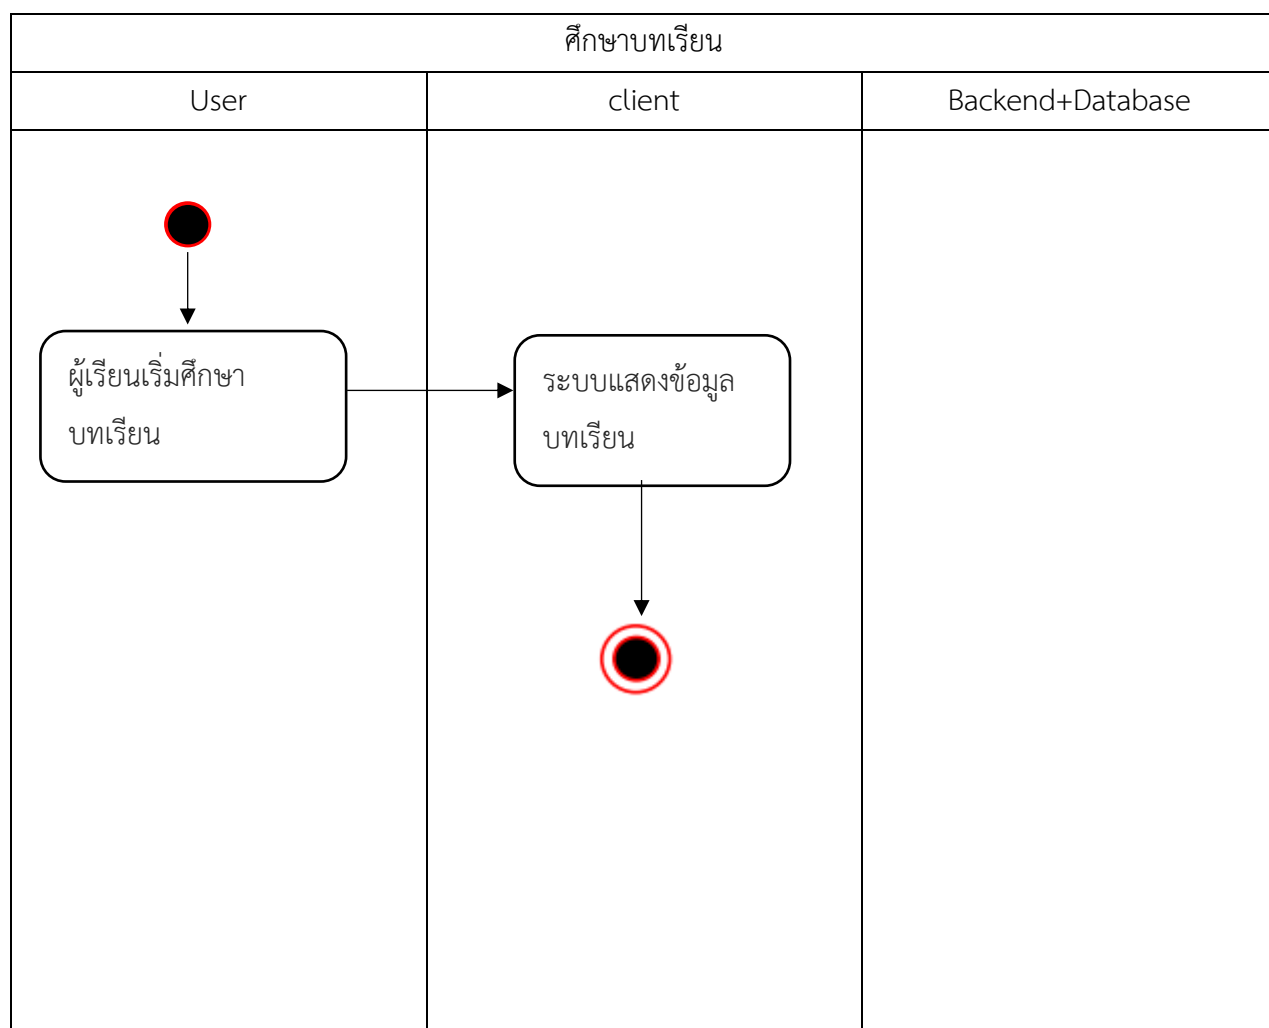 ศึกษาบทเรียน
User
client
Backend+Database
ผู้เรียนเริ่มศึกษา
บทเรียน
ระบบแสดงข้อมูล
บทเรียน